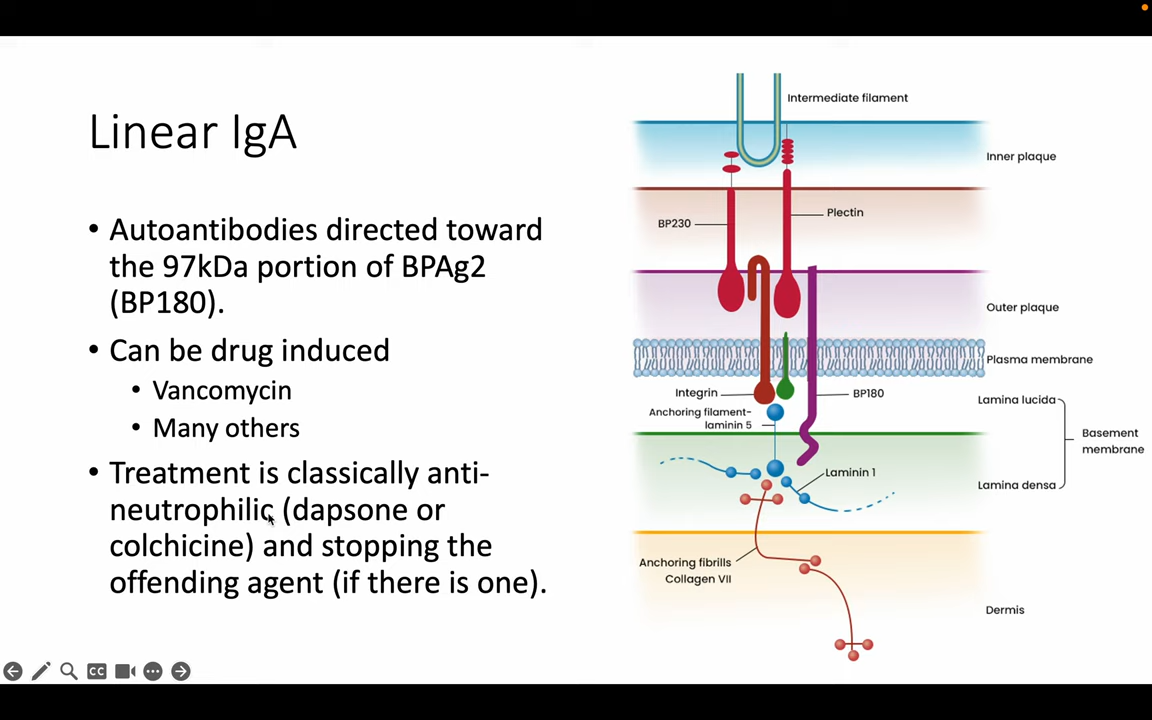 Linear IgA
• Autoantibodies directed toward
the 97kDa portion of BPAg2
(BP180).
• Can be drug induced
• Vancomycin
• Many others
• Treatment is classically anti-
neutrophilic (dapsone or
colchicine) and stopping the
offending agent (if there is one).
Intermediate filament
Inner plaque
Plectin
BP230
Outer plaque
Plasma membrane
Integrin
BP180
Lamina lucida
Anchoring filament-
laminin 5
Basement
membrane
Laminin 1
Lamina densa
Anchoring fibrills
Collagen VII
Dermis
CC